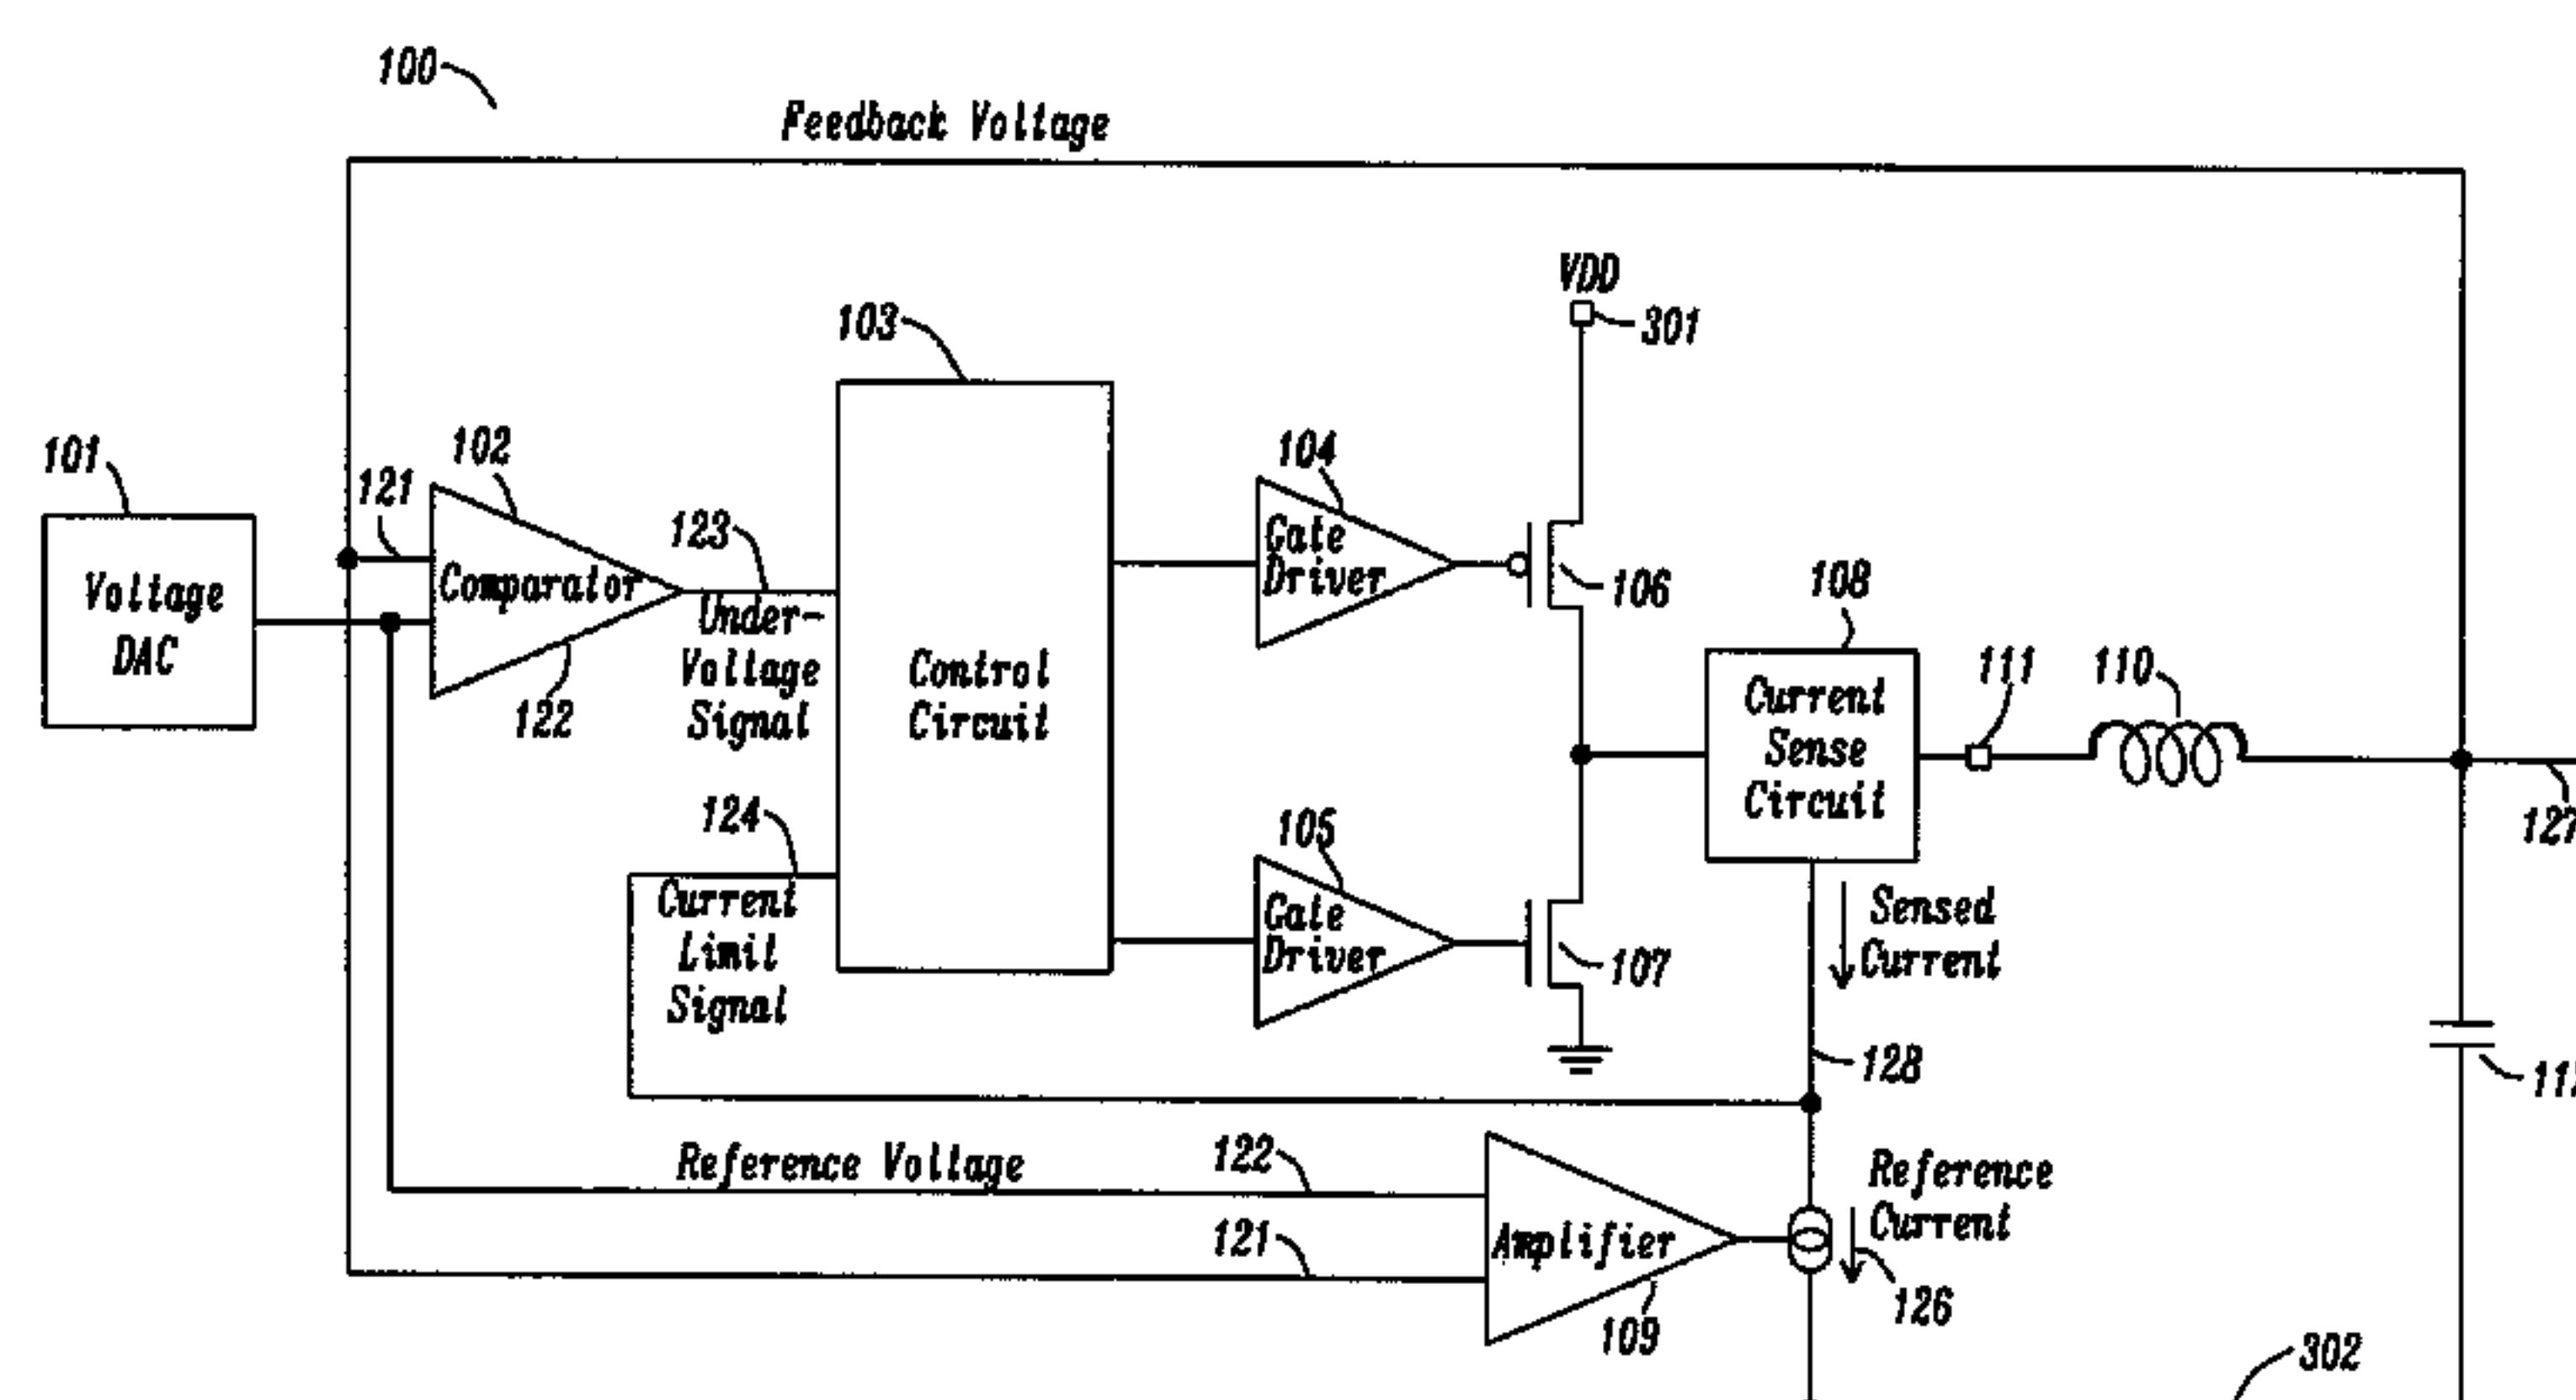 100
Feedback Voltage
VDD
301
103
101
102
121
104
123
Voltage
DAC
Comparator
Gate
Driver
106
108
Under-
Voltage
Signal
122
Control
Circuit
111
110
Current
Sense
Circuit
124
105
127
Current
Limit
Signal
Gate
Driver
107
Sensed
Current
128
Reference Voltage
122
Reference
Current
121
Amplifier
126
109
302